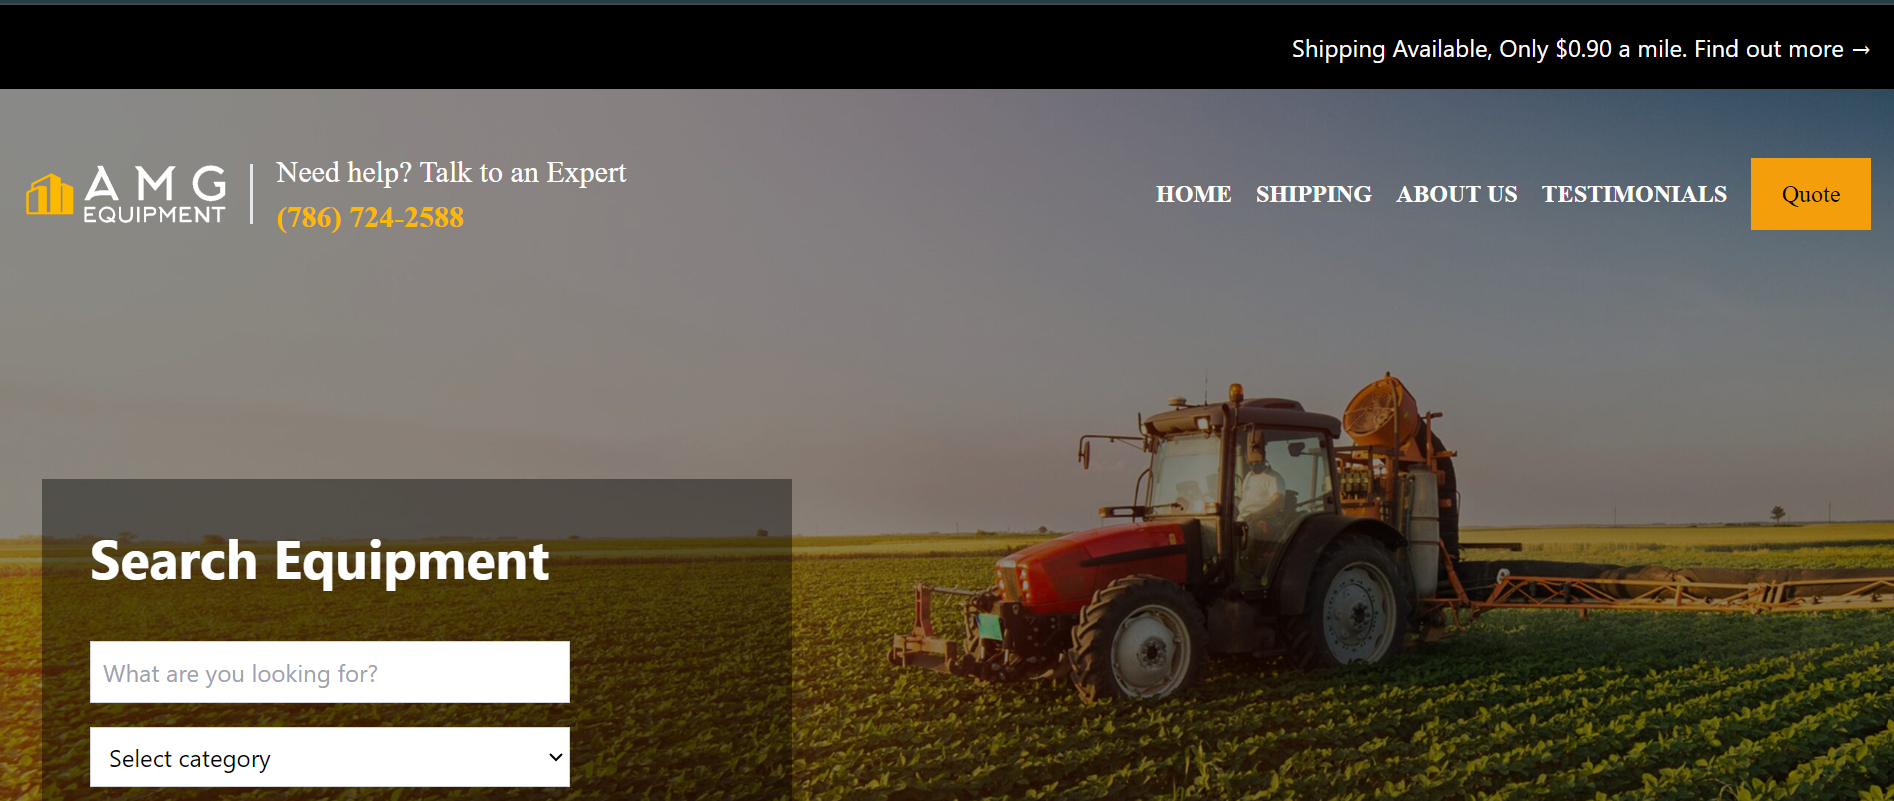 Shipping Available, Only $0.90 a mile. Find out more →
AMG
EQUIPMENT
Need help? Talk to an Expert
(786) 724-2588
HOME SHIPPING ABOUT US TESTIMONIALS Quote
Search Equipment
What are you looking for?
Select category